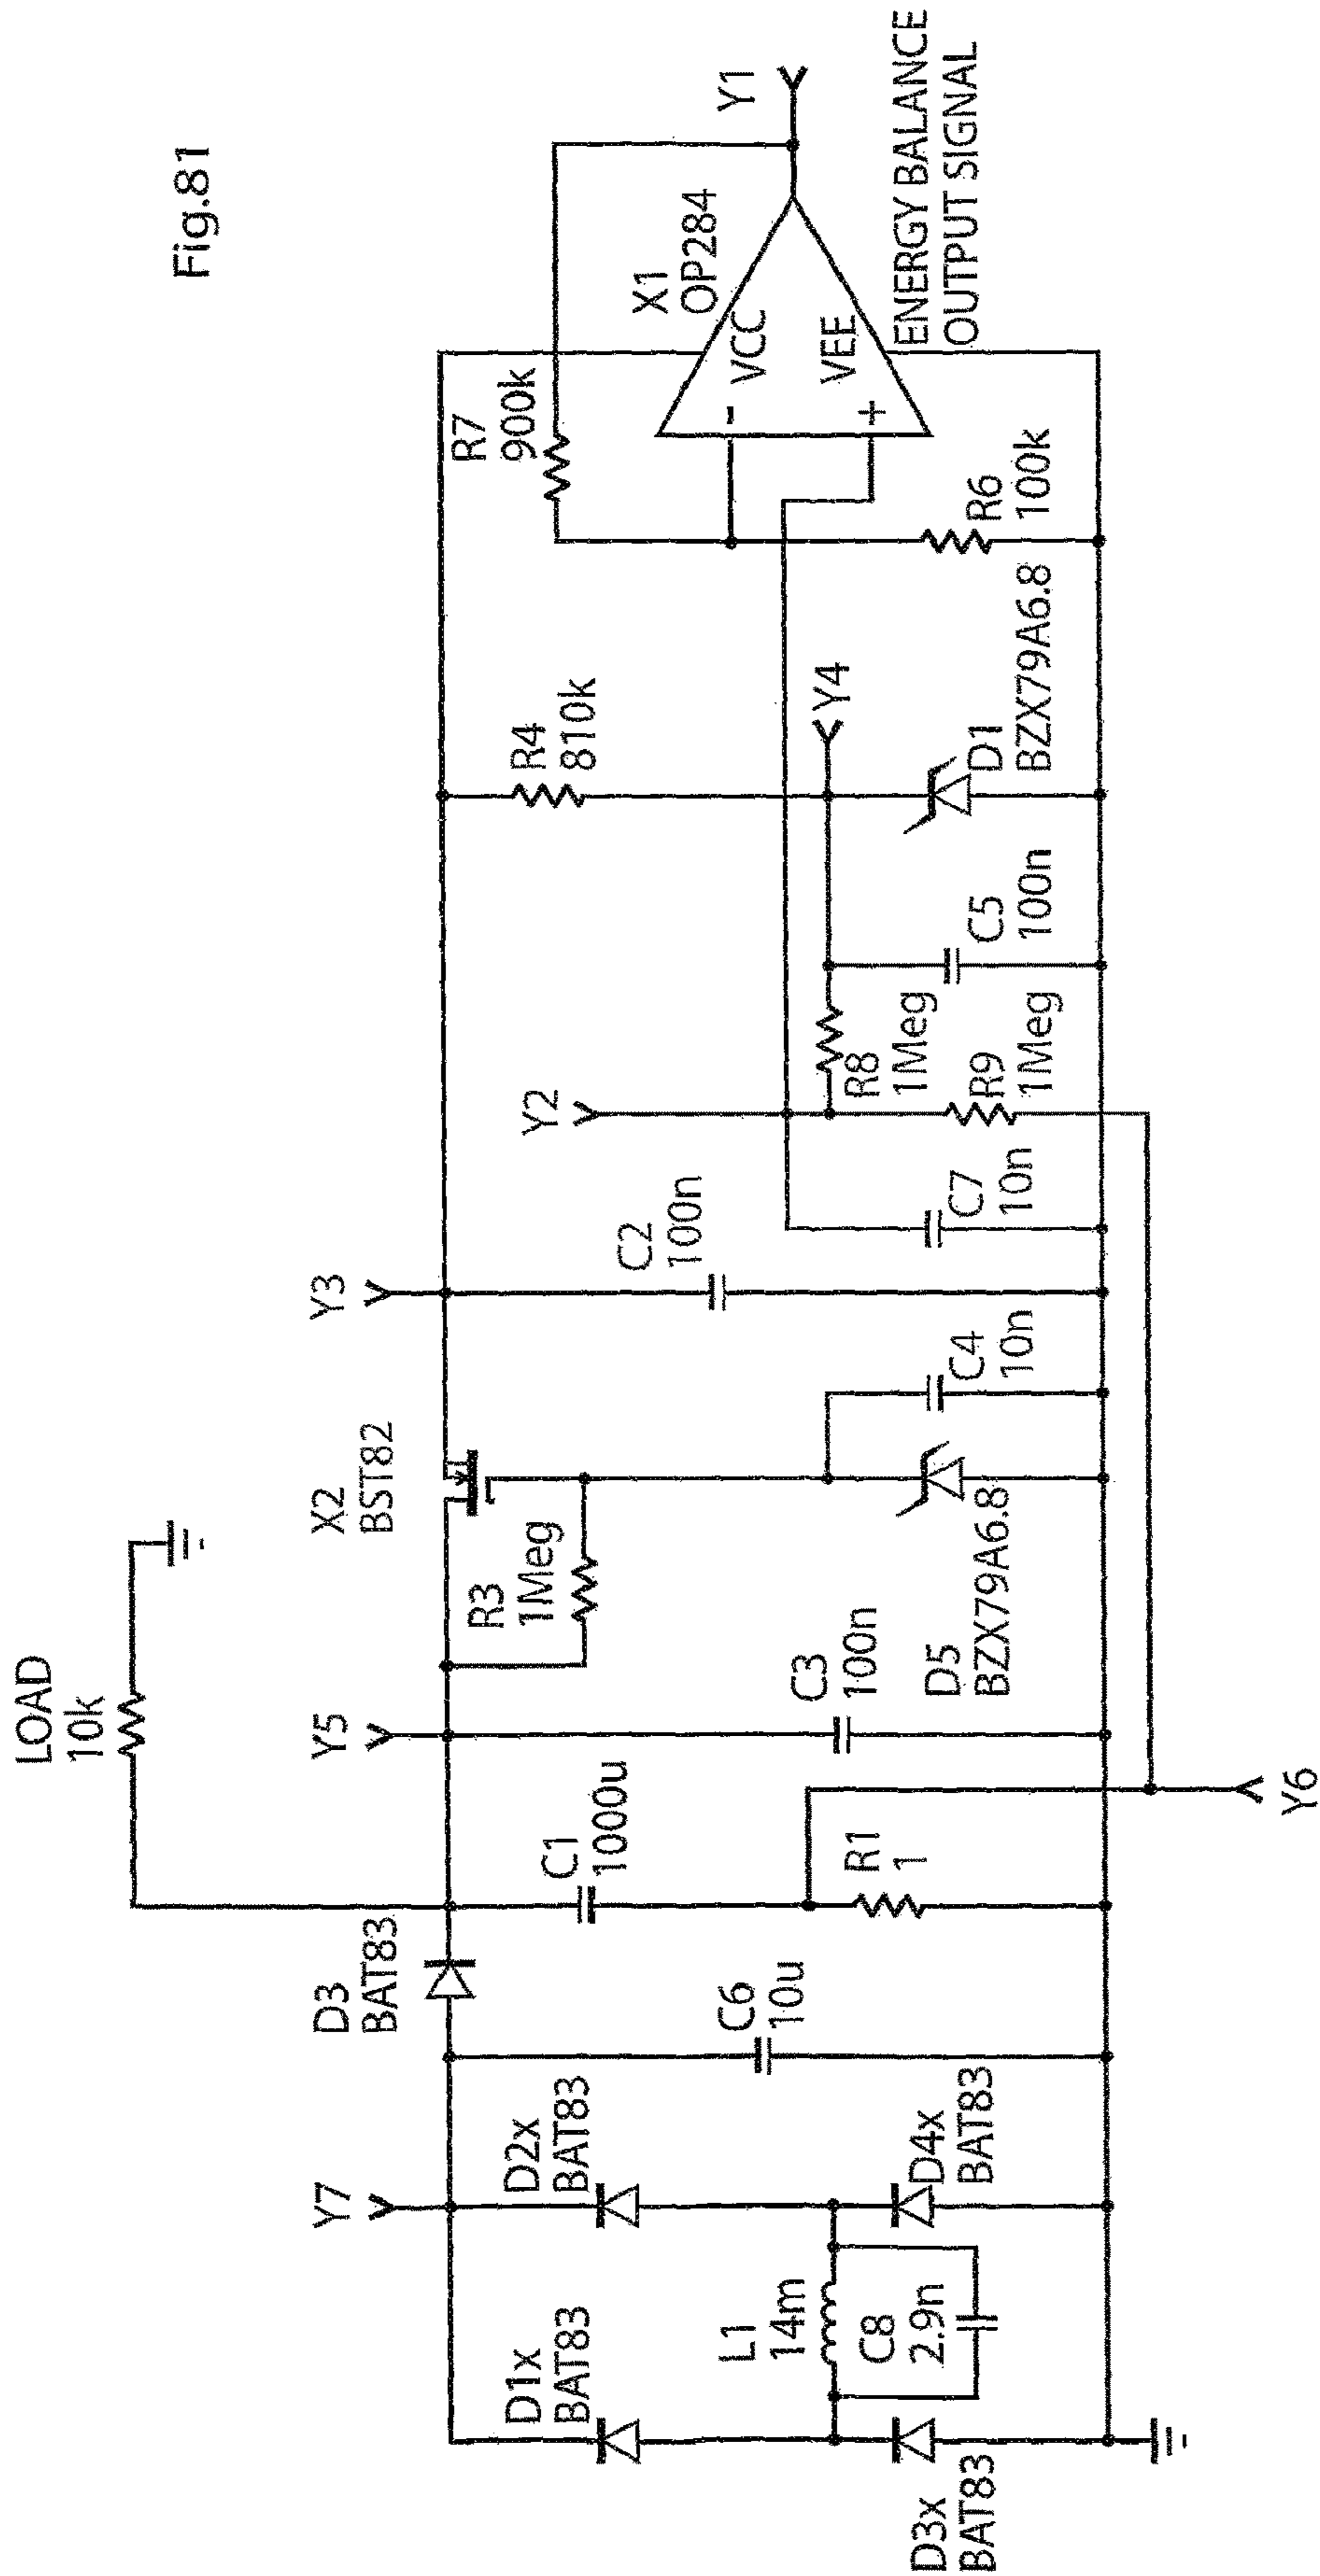 Fig.81
LOAD
10k
Y7
D3
BAT83
Y5
X2
BST82
Y3
Y2
R4
810k
R7
900k
X1
OP284
Y1
D1x
BAT83
D2x
BAT83
C6
10u
C1
1000u
R3
1Meg
C2
100n
VCC
VEE
-
+
L1
14m
C8
2.9n
R1
1
C3
100n
R8
1Meg
Y4
D3x
BAT83
D4x
BAT83
D5
BZX79A6.8
C4
10n
C7
10n
R9
1Meg
C5
100n
D1
BZX79A6.8
R6
100k
ENERGY BALANCE
OUTPUT SIGNAL
Y6